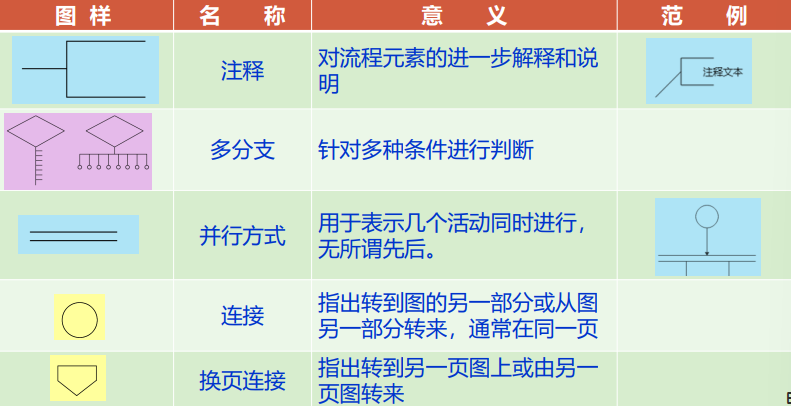 图 样 名 称 意 义 范 例
注释 对流程元素的进一步解释和说
明
注释文本
多分支 针对多种条件进行判断
并行方式 用于表示几个活动同时进行，
无所谓先后。
连接 指出转到图的另一部分或从图
另一部分转来，通常在同一页
换页连接 指出转到另一页图上或由另一
页图转来